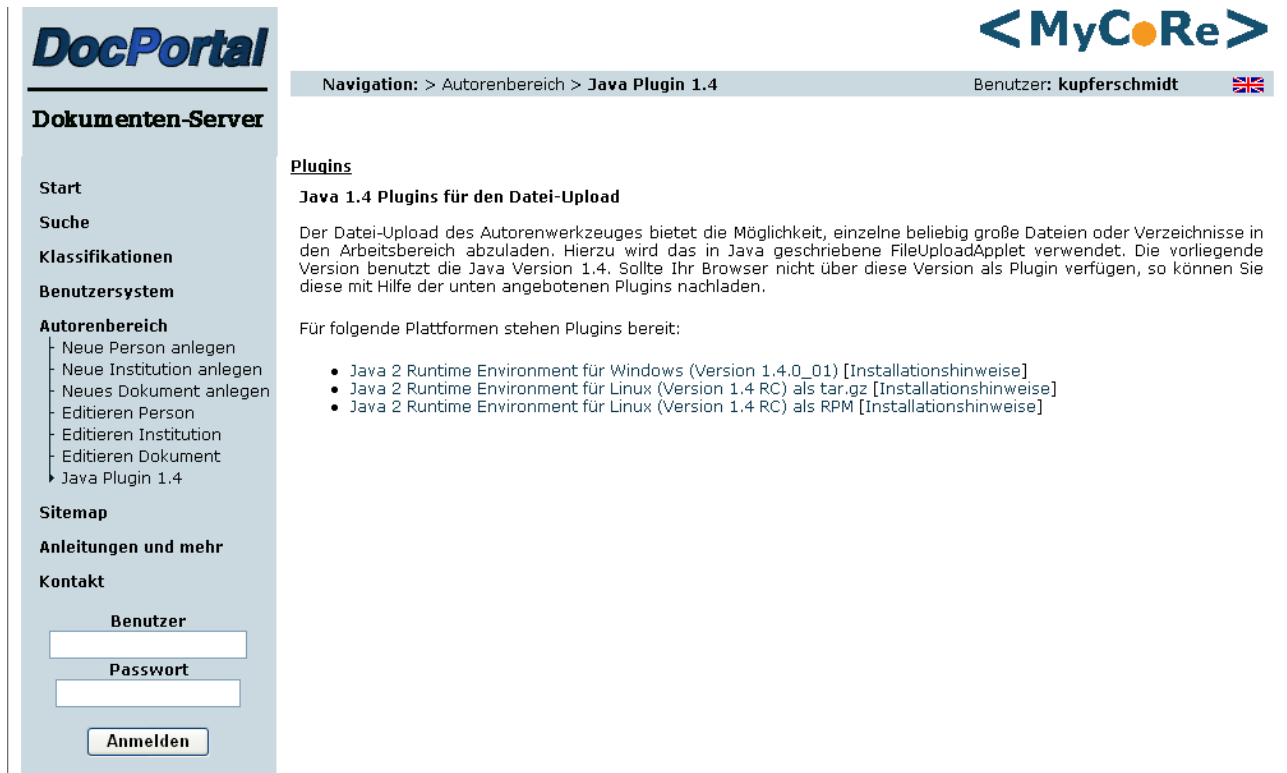 DocPortal
<MyCoRe>
Navigation: > Autorenbereich > Java Plugin 1.4
Benutzer: kupferschmidt
Dokumenten-Server
Start
Suche
Klassifikationen
Benutzersystem
Autorenbereich
Neue Person anlegen
Neue Institution anlegen
Neues Dokument anlegen
Editieren Person
Editieren Institution
Editieren Dokument
Java Plugin 1.4
Sitemap
Anleitungen und mehr
Kontakt
Benutzer
Passwort
Anmelden
Plugins
Java 1.4 Plugins für den Datei-Upload
Der Datei-Upload des Autorenwerkzeuges bietet die Möglichkeit, einzelne beliebig große Dateien oder Verzeichnisse in
den Arbeitsbereich abzuladen. Hierzu wird das in Java geschriebene FileUploadApplet verwendet. Die vorliegende
Version benutzt die Java Version 1.4. Sollte Ihr Browser nicht über diese Version als Plugin verfügen, so können Sie
diese mit Hilfe der unten angebotenen Plugins nachladen.
Für folgende Plattformen stehen Plugins bereit:
• Java 2 Runtime Environment für Windows (Version 1.4.0_01) [Installationshinweise]
• Java 2 Runtime Environment für Linux (Version 1.4 RC) als tar.gz [Installationshinweise]
• Java 2 Runtime Environment für Linux (Version 1.4 RC) als RPM [Installationshinweise]